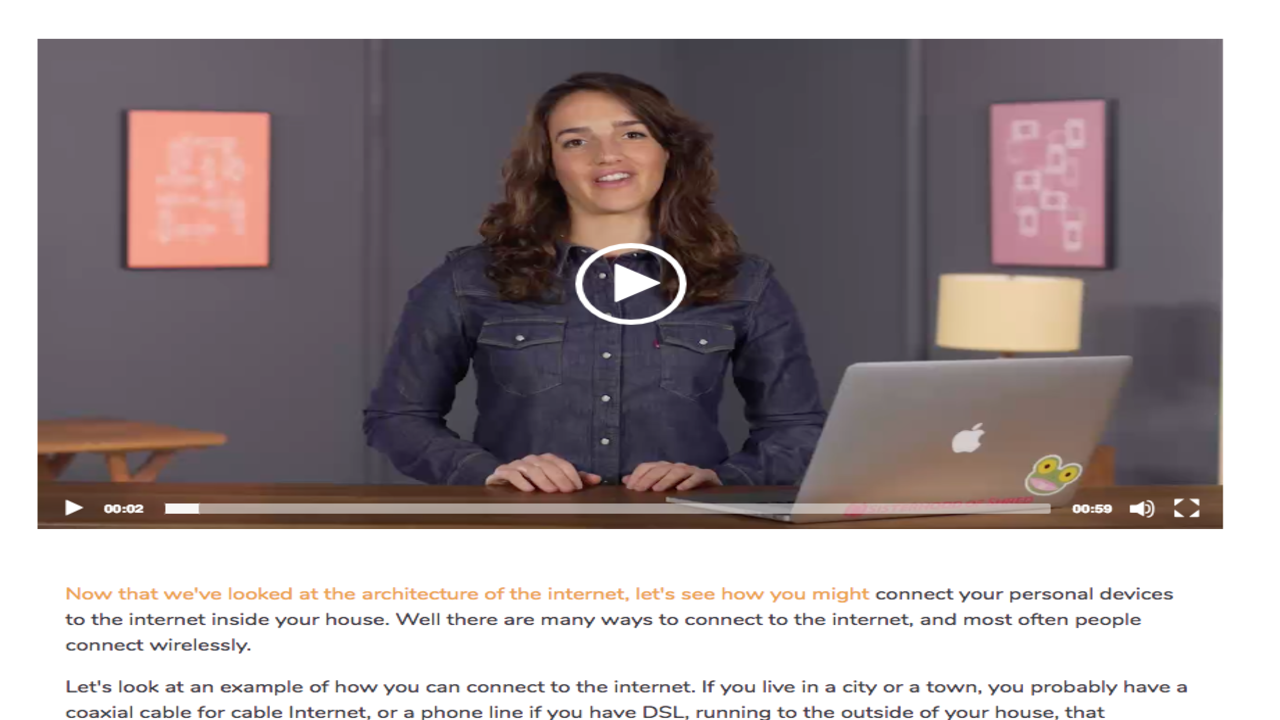 00:02
00:59
Now that we've looked at the architecture of the internet, let's see how you might connect your personal devices
to the internet inside your house. Well there are many ways to connect to the internet, and most often people
connect wirelessly.
Let's look at an example of how you can connect to the internet. If you live in a city or a town, you probably have a
coaxial cable for cable Internet, or a phone line if you have DSL, running to the outside of your house, that